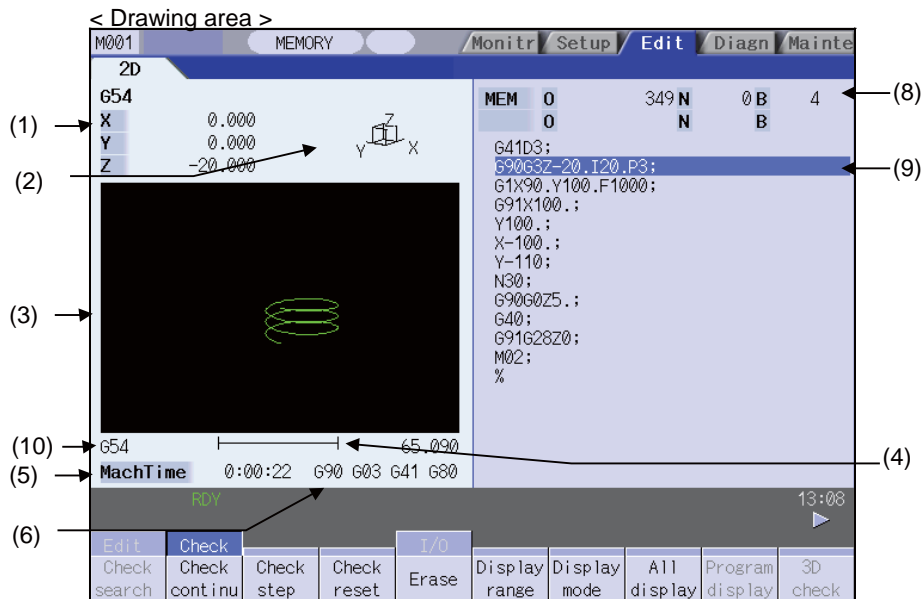 < Drawing area >
M001 MEMORY Monitr Setup Edit Diagn Mainte
2D
G54
X 0.000
Y 0.000
Z -20.000
Z
Y X
MEM O 349 N 0 B 4
O N B
G41D3;
G90G3Z-20.I20.P3;
G1X90.Y100.F1000;
G91X100.;
Y100.;
X-100.;
Y-110;
N30;
G90G0Z5.;
G40;
G91G28Z0;
M02;
%
(1)
(2)
(3)
(10)
(5)
(6)
(8)
(9)
(4)
G54 65.090
MachTime 0:00:22 G90 G03 G41 G80
RDY 13:08
Edit Check I/O
Check search
Check continu
Check step
Check reset
Erase
Display range
Display mode
All display
Program display
3D check